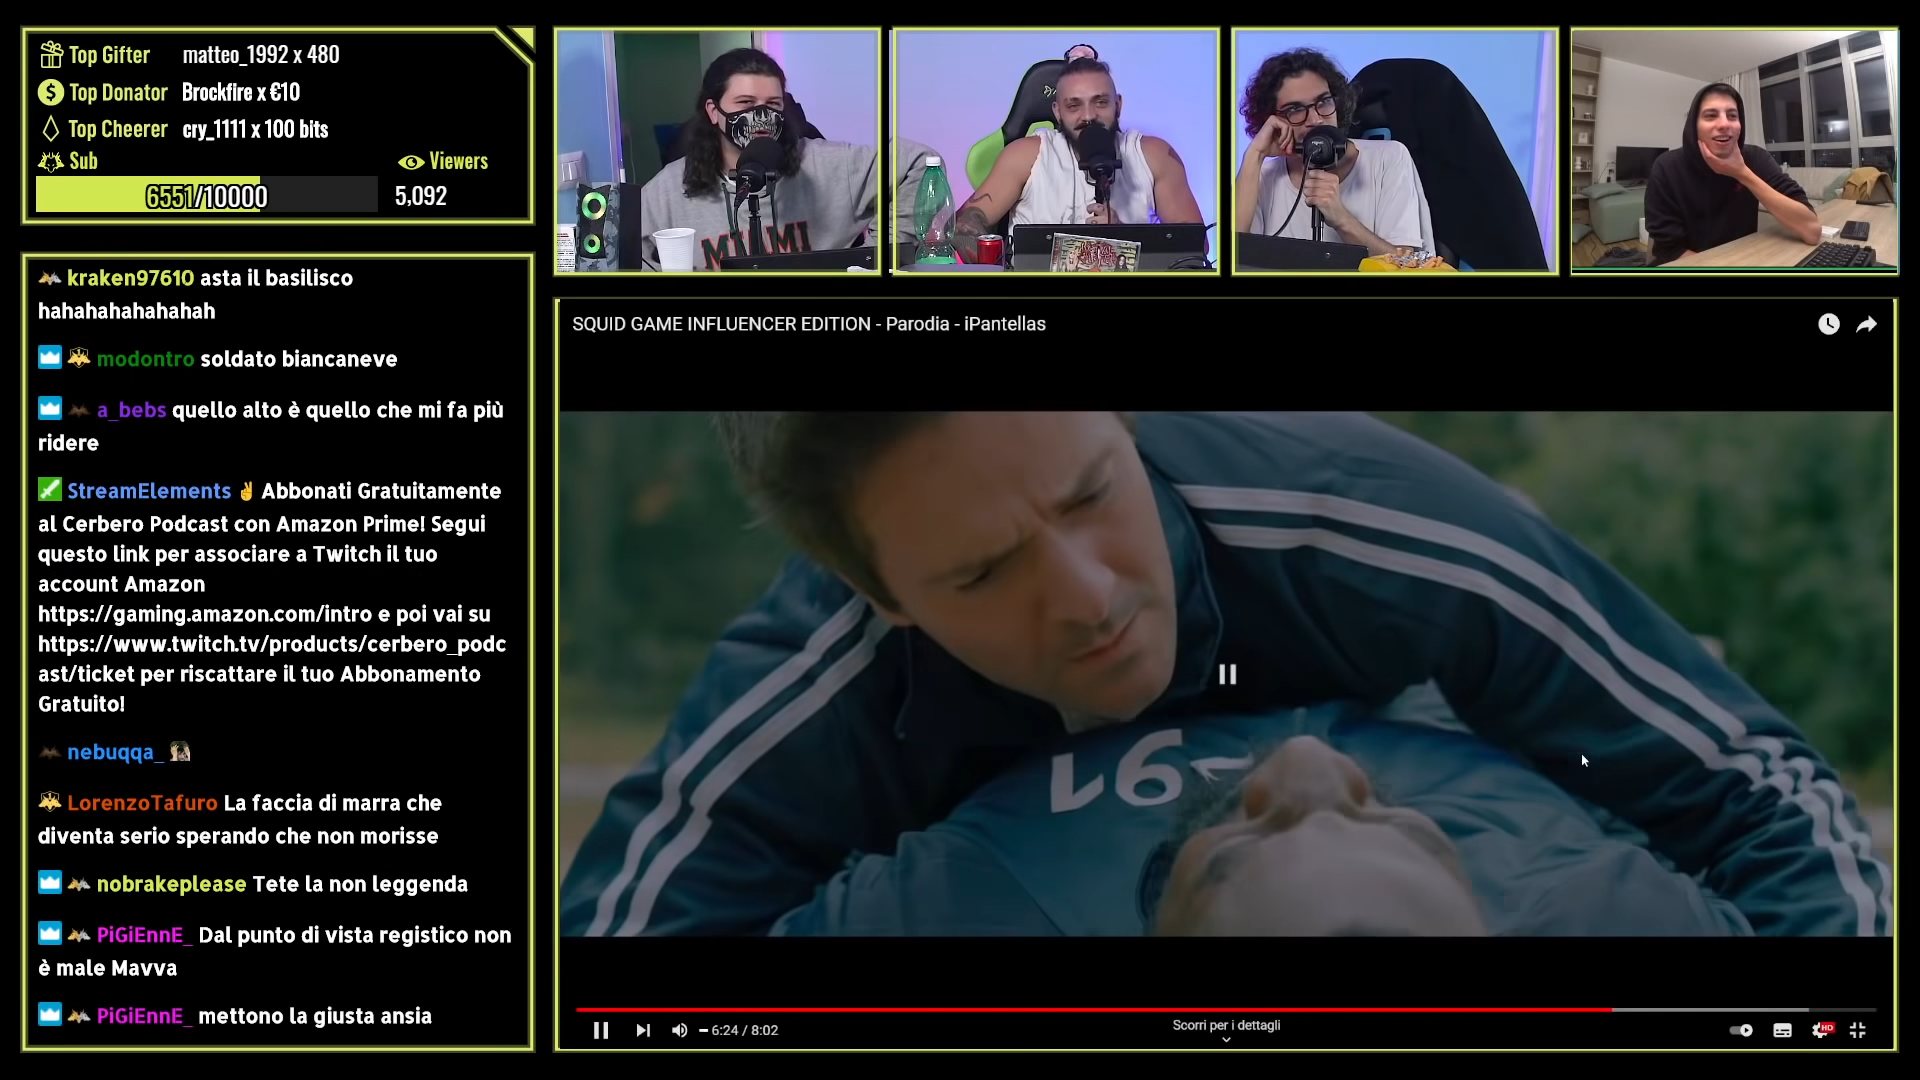 Top Gifter matteo_1992 x 480
Top Donator Brockfire x €10
Top Cheerer cry_1111 x 100 bits
Sub Viewers
6551/10000 5,092
kraken97610 asta il basilisco
hahahahahahahah
modontro soldato biancaneve
a_bebs quello alto è quello che mi fa più
ridere
StreamElements ✌ Abbonati Gratuitamente
al Cerbero Podcast con Amazon Prime! Segui
questo link per associare a Twitch il tuo
account Amazon
https://gaming.amazon.com/intro e poi vai su
https://www.twitch.tv/products/cerbero_podc
ast/ticket per riscattare il tuo Abbonamento
Gratuito!
nebuqqa_
LorenzoTafuro La faccia di marra che
diventa serio sperando che non morisse
nobrakeplease Tete la non leggenda
PiGiEnnE_ Dal punto di vista registico non
è male Mavva
PiGiEnnE_ mettono la giusta ansia
MIAMI
SQUID GAME INFLUENCER EDITION - Parodia - iPantellas
6:24 / 8:02
Scorri per i dettagli
HD